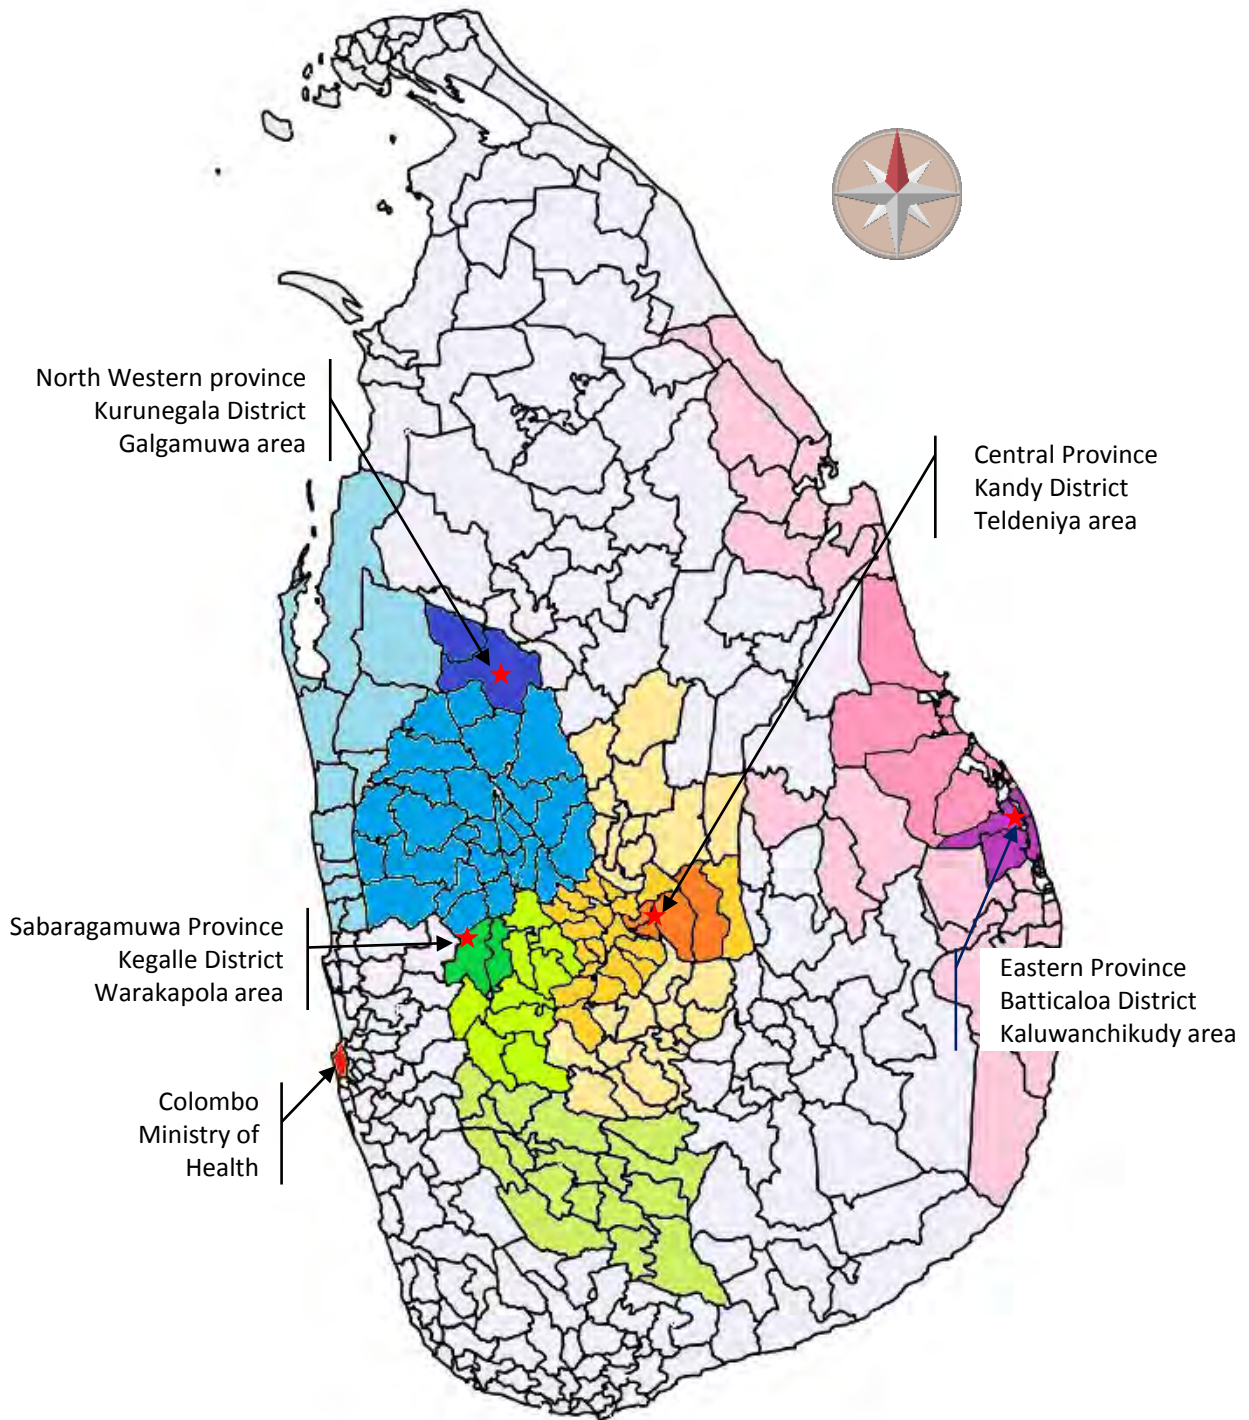 North Western province
Kurunegala District
Galgamuwa area
Central Province
Kandy District
Teldeniya area
Sabaragamuwa Province
Kegalle District
Warakapola area
Eastern Province
Batticaloa District
Kaluwanchikudy area
Colombo
Ministry of
Health